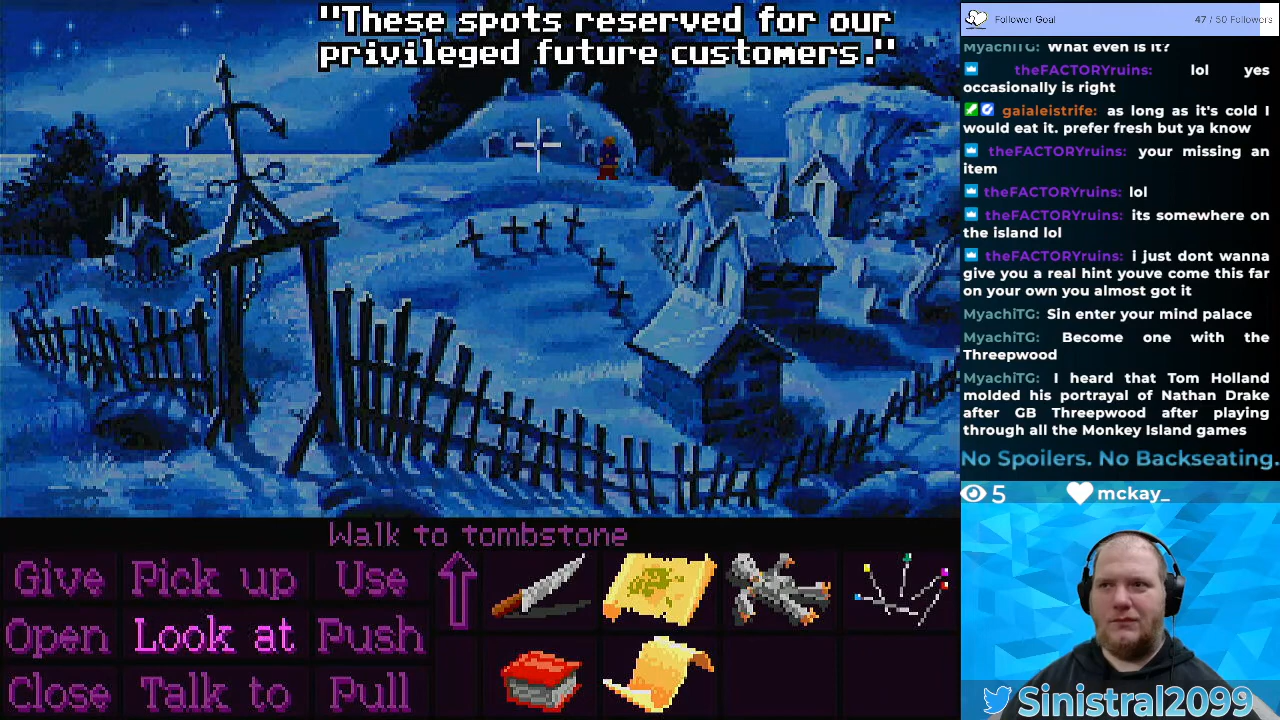 "These spots reserved for our
privileged future customers."
Walk to tombstone
Give Pick up Use
Open Look at Push
Close Talk to Pull
Follower Goal 47 / 50 Followers
MyachiTG: What even is it?
theFACTORYruins: lol yes
occasionally is right
gaialeistrife: as long as it's cold I
would eat it. prefer fresh but ya know
theFACTORYruins: your missing an
item
theFACTORYruins: lol
theFACTORYruins: its somewhere on
the island lol
theFACTORYruins: i just dont wanna
give you a real hint youve come this far
on your own you almost got it
MyachiTG: Sin enter your mind palace
MyachiTG: Become one with the
Threepwood
MyachiTG: I heard that Tom Holland
molded his portrayal of Nathan Drake
after GB Threepwood after playing
through all the Monkey Island games
No Spoilers. No Backseating.
5 mckay_
Sinistral2099